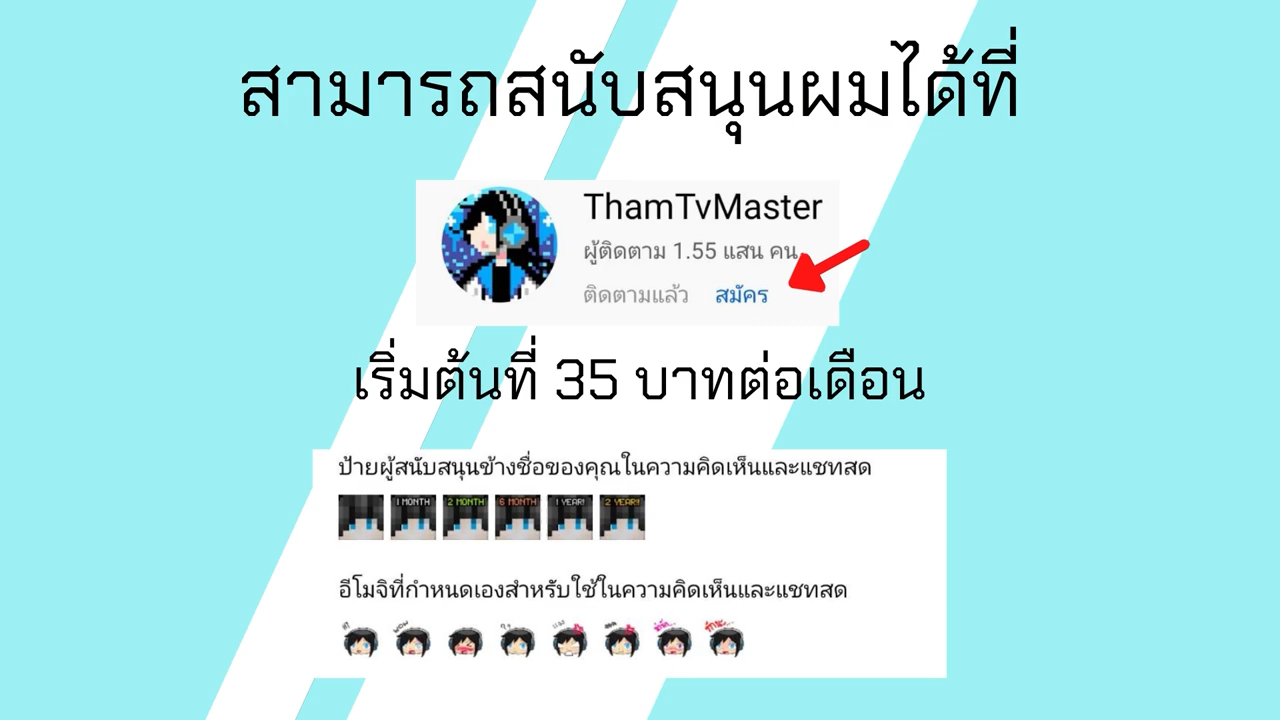 สามารถสนับสนุนผมได้ที่
ThamTvMaster
ผู้ติดตาม 1.55 แสน คน
ติดตามแล้ว สมัคร
เริ่มต้นที่ 35 บาทต่อเดือน
ป้ายผู้สนับสนุนข้างชื่อของคุณในความคิดเห็นและแชทสด
1 MONTH 2 MONTH 6 MONTH 1 YEAR! 2 YEAR!!
อีโมจิที่กำหนดเองสำหรับใช้ในความคิดเห็นและแชทสด